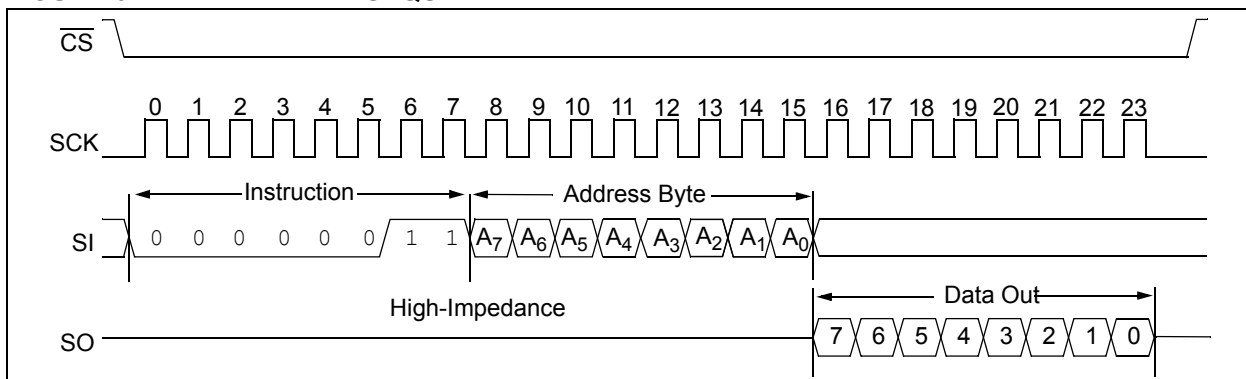 CS
0 1 2 3 4 5 6 7 8 9 10 11 12 13 14 15 16 17 18 19 20 21 22 23
SCK
Instruction Address Byte
SI 0 0 0 0 0 0 1 1 A7 A6 A5 A4 A3 A2 A1 A0
High-Impedance Data Out
SO 7 6 5 4 3 2 1 0